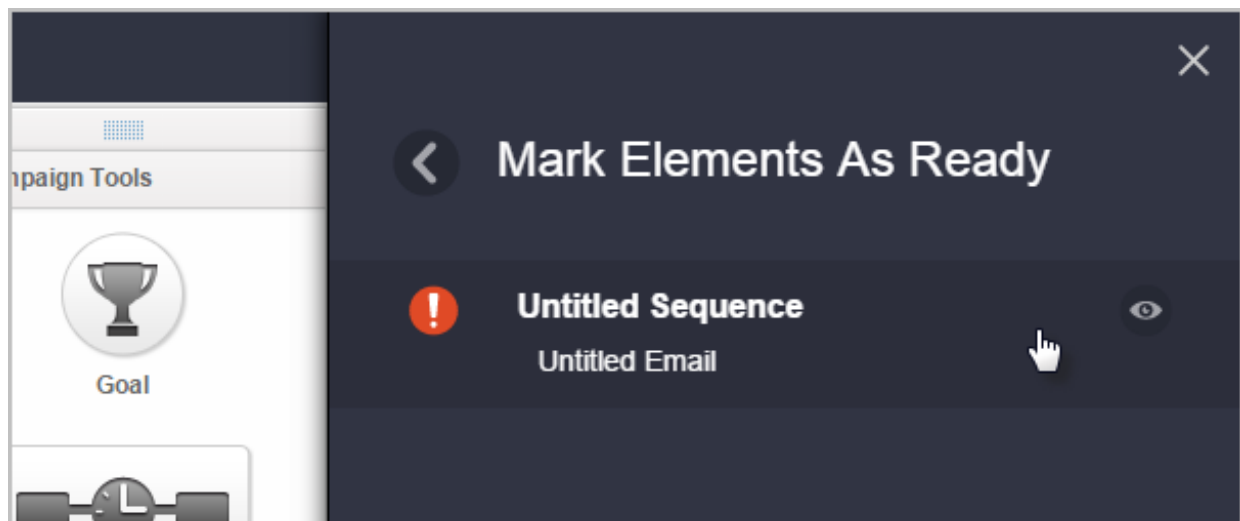 Mark Elements As Ready
npaign Tools
Untitled Sequence
Untitled Email
Goal